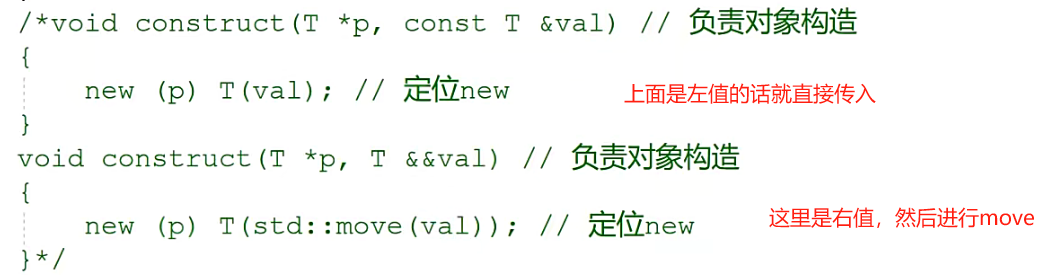 /*void construct(T *p, const T &val) // 负责对象构造
{
new (p) T(val); // 定位new
上面是左值的话就直接传入
}
void construct(T *p, T &&val) // 负责对象构造
{
new (p) T(std::move(val)); // 定位new
这里是右值，然后进行move
}*/